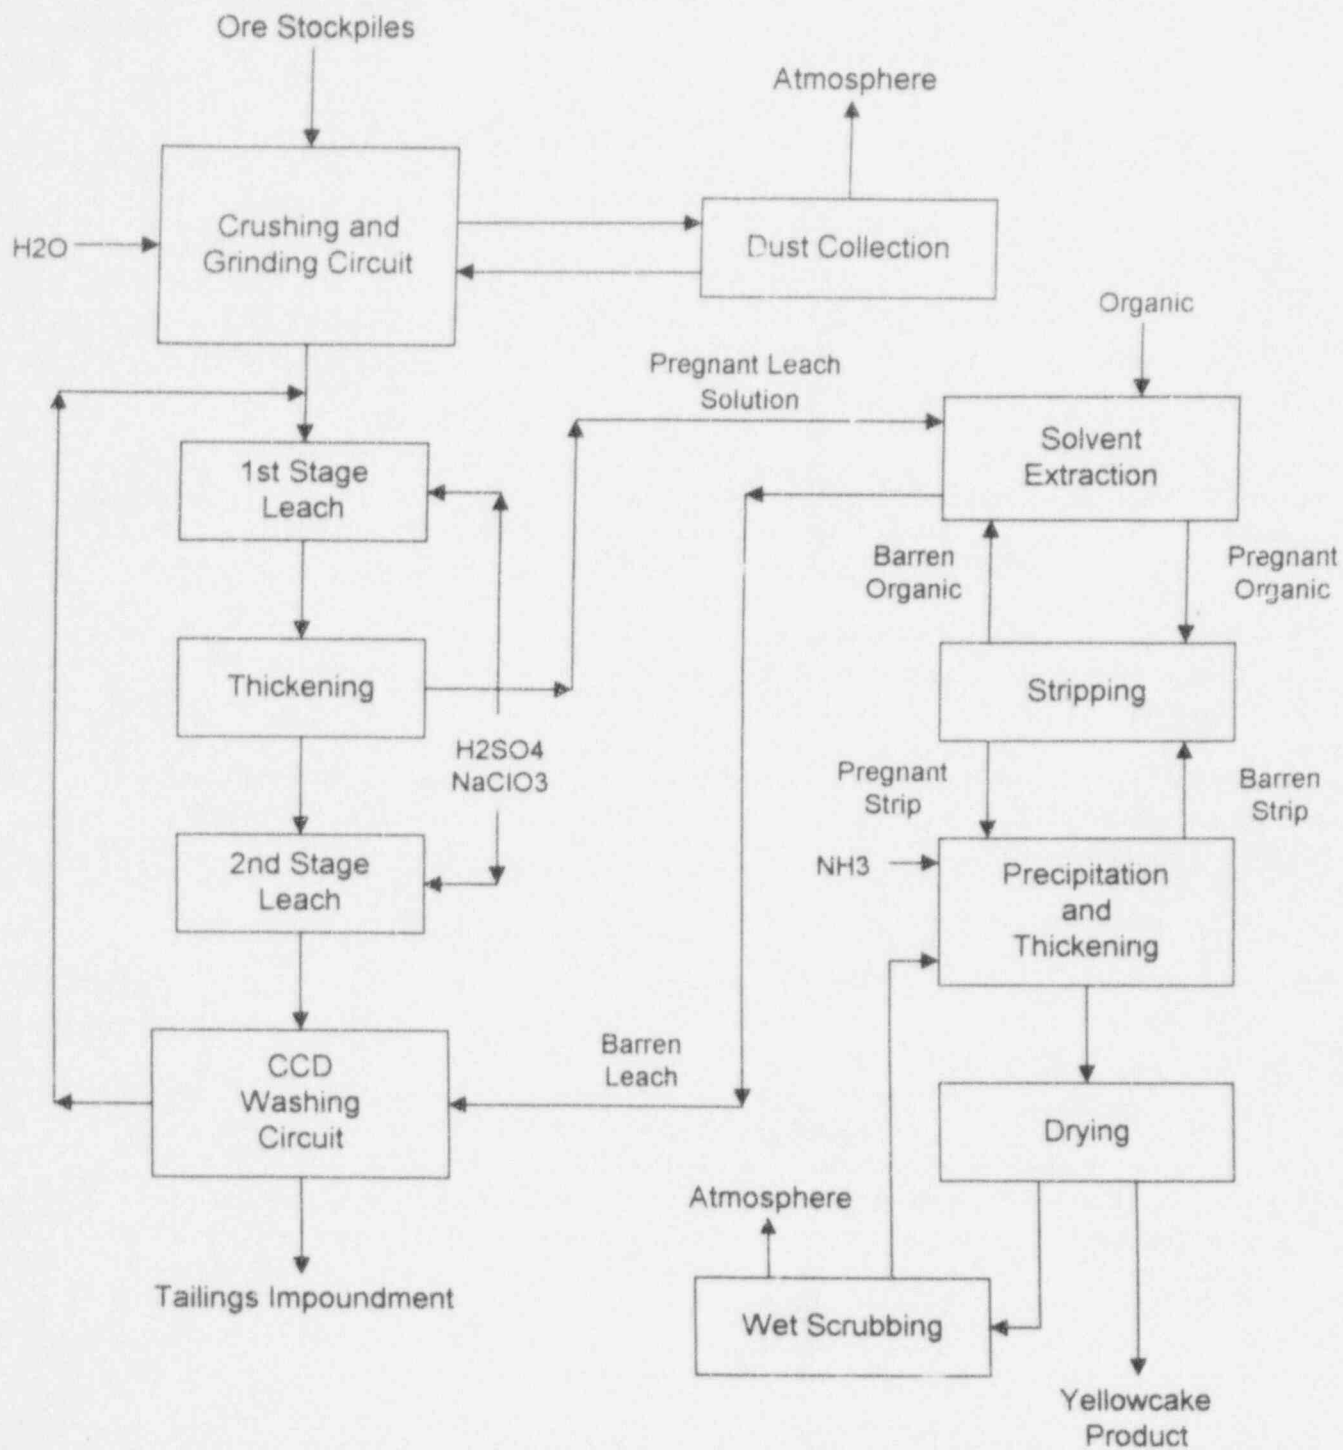 Ore Stockpiles
Atmosphere
Crushing and
Grinding Circuit
H2O
Dust Collection
Organic
Pregnant Leach
Solution
Solvent
Extraction
1st Stage
Leach
Barren
Organic
Pregnant
Organic
Thickening
Stripping
H2SO4
NaClO3
Pregnant
Strip
Barren
Strip
2nd Stage
Leach
NH3
Precipitation
and
Thickening
CCD
Washing
Circuit
Barren
Leach
Drying
Atmosphere
Tailings Impoundment
Wet Scrubbing
Yellowcake
Product